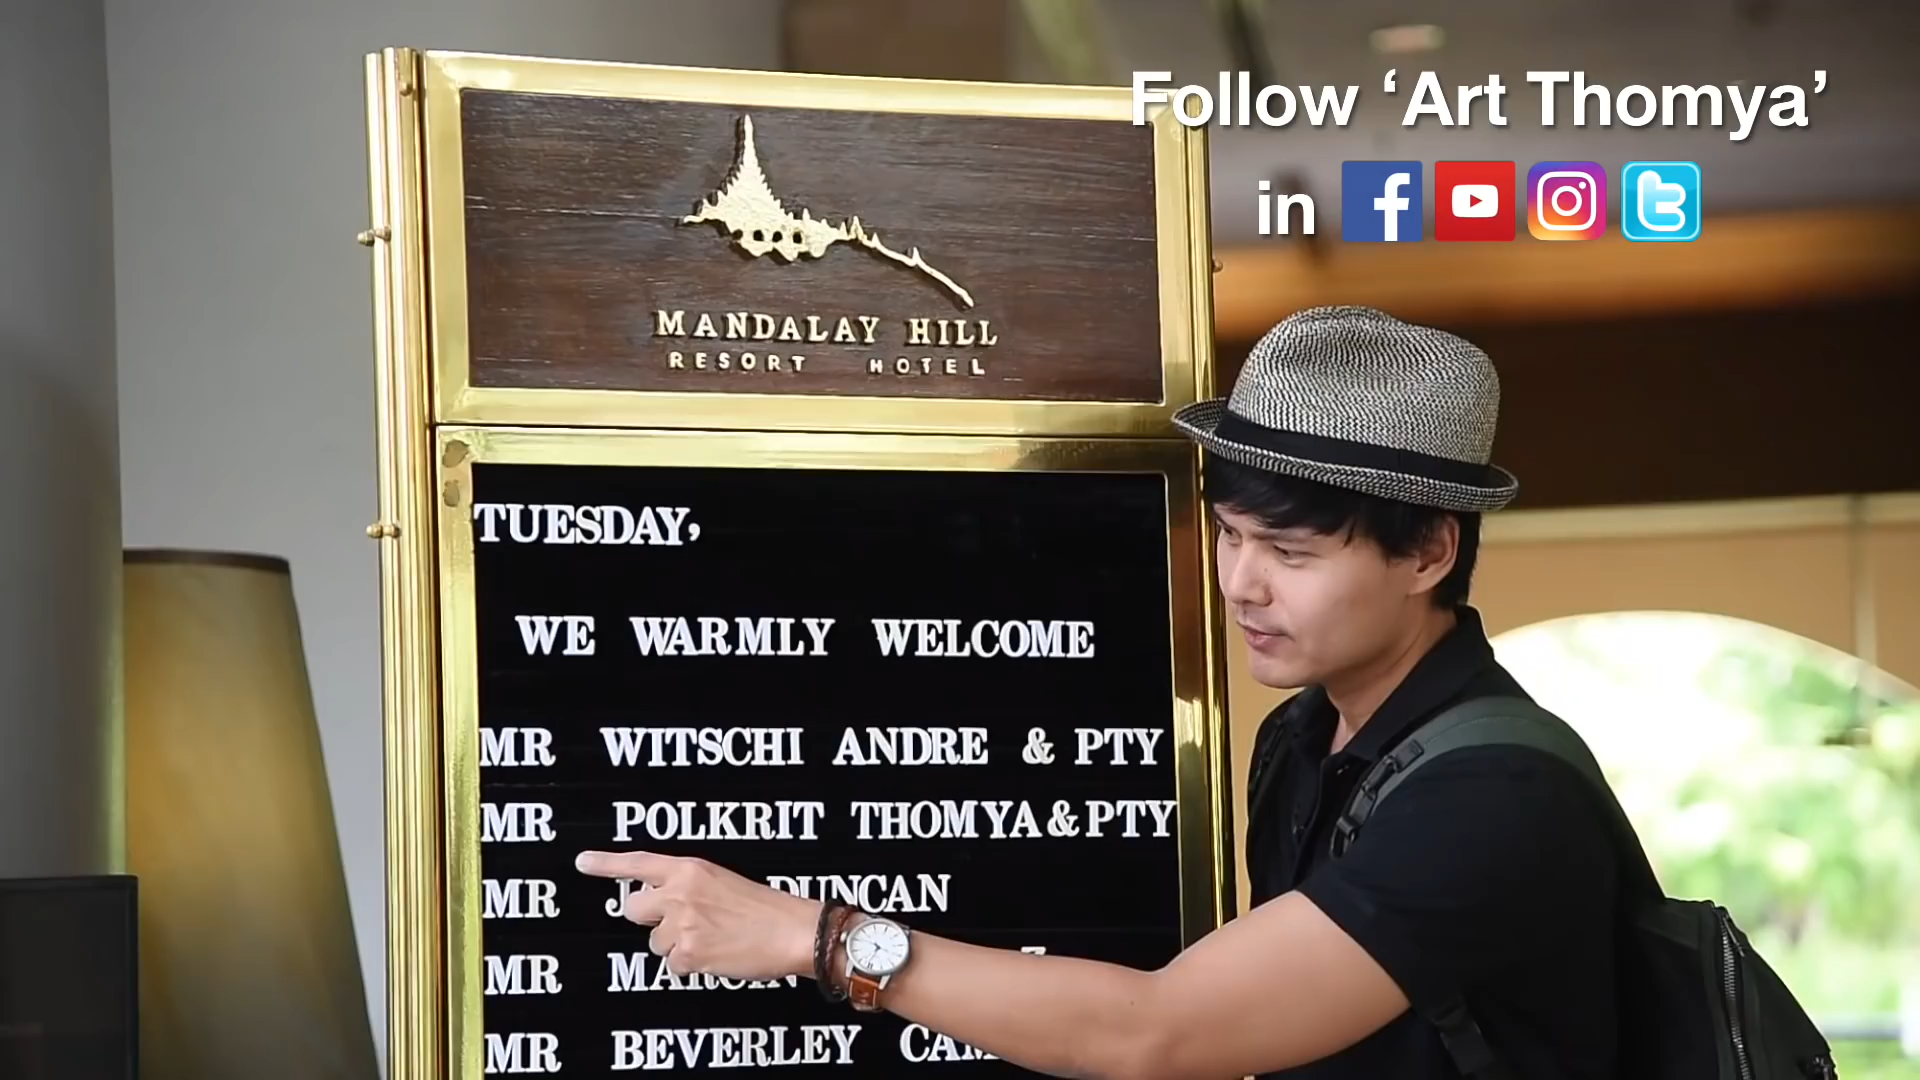 Follow ‘Art Thomya’
in
MANDALAY HILL
RESORT HOTEL
TUESDAY,
WE WARMLY WELCOME
MR WITSCHI ANDRE & PTY
MR POLKRIT THOMYA & PTY
MR DUNCAN
MR
MR BEVERLEY